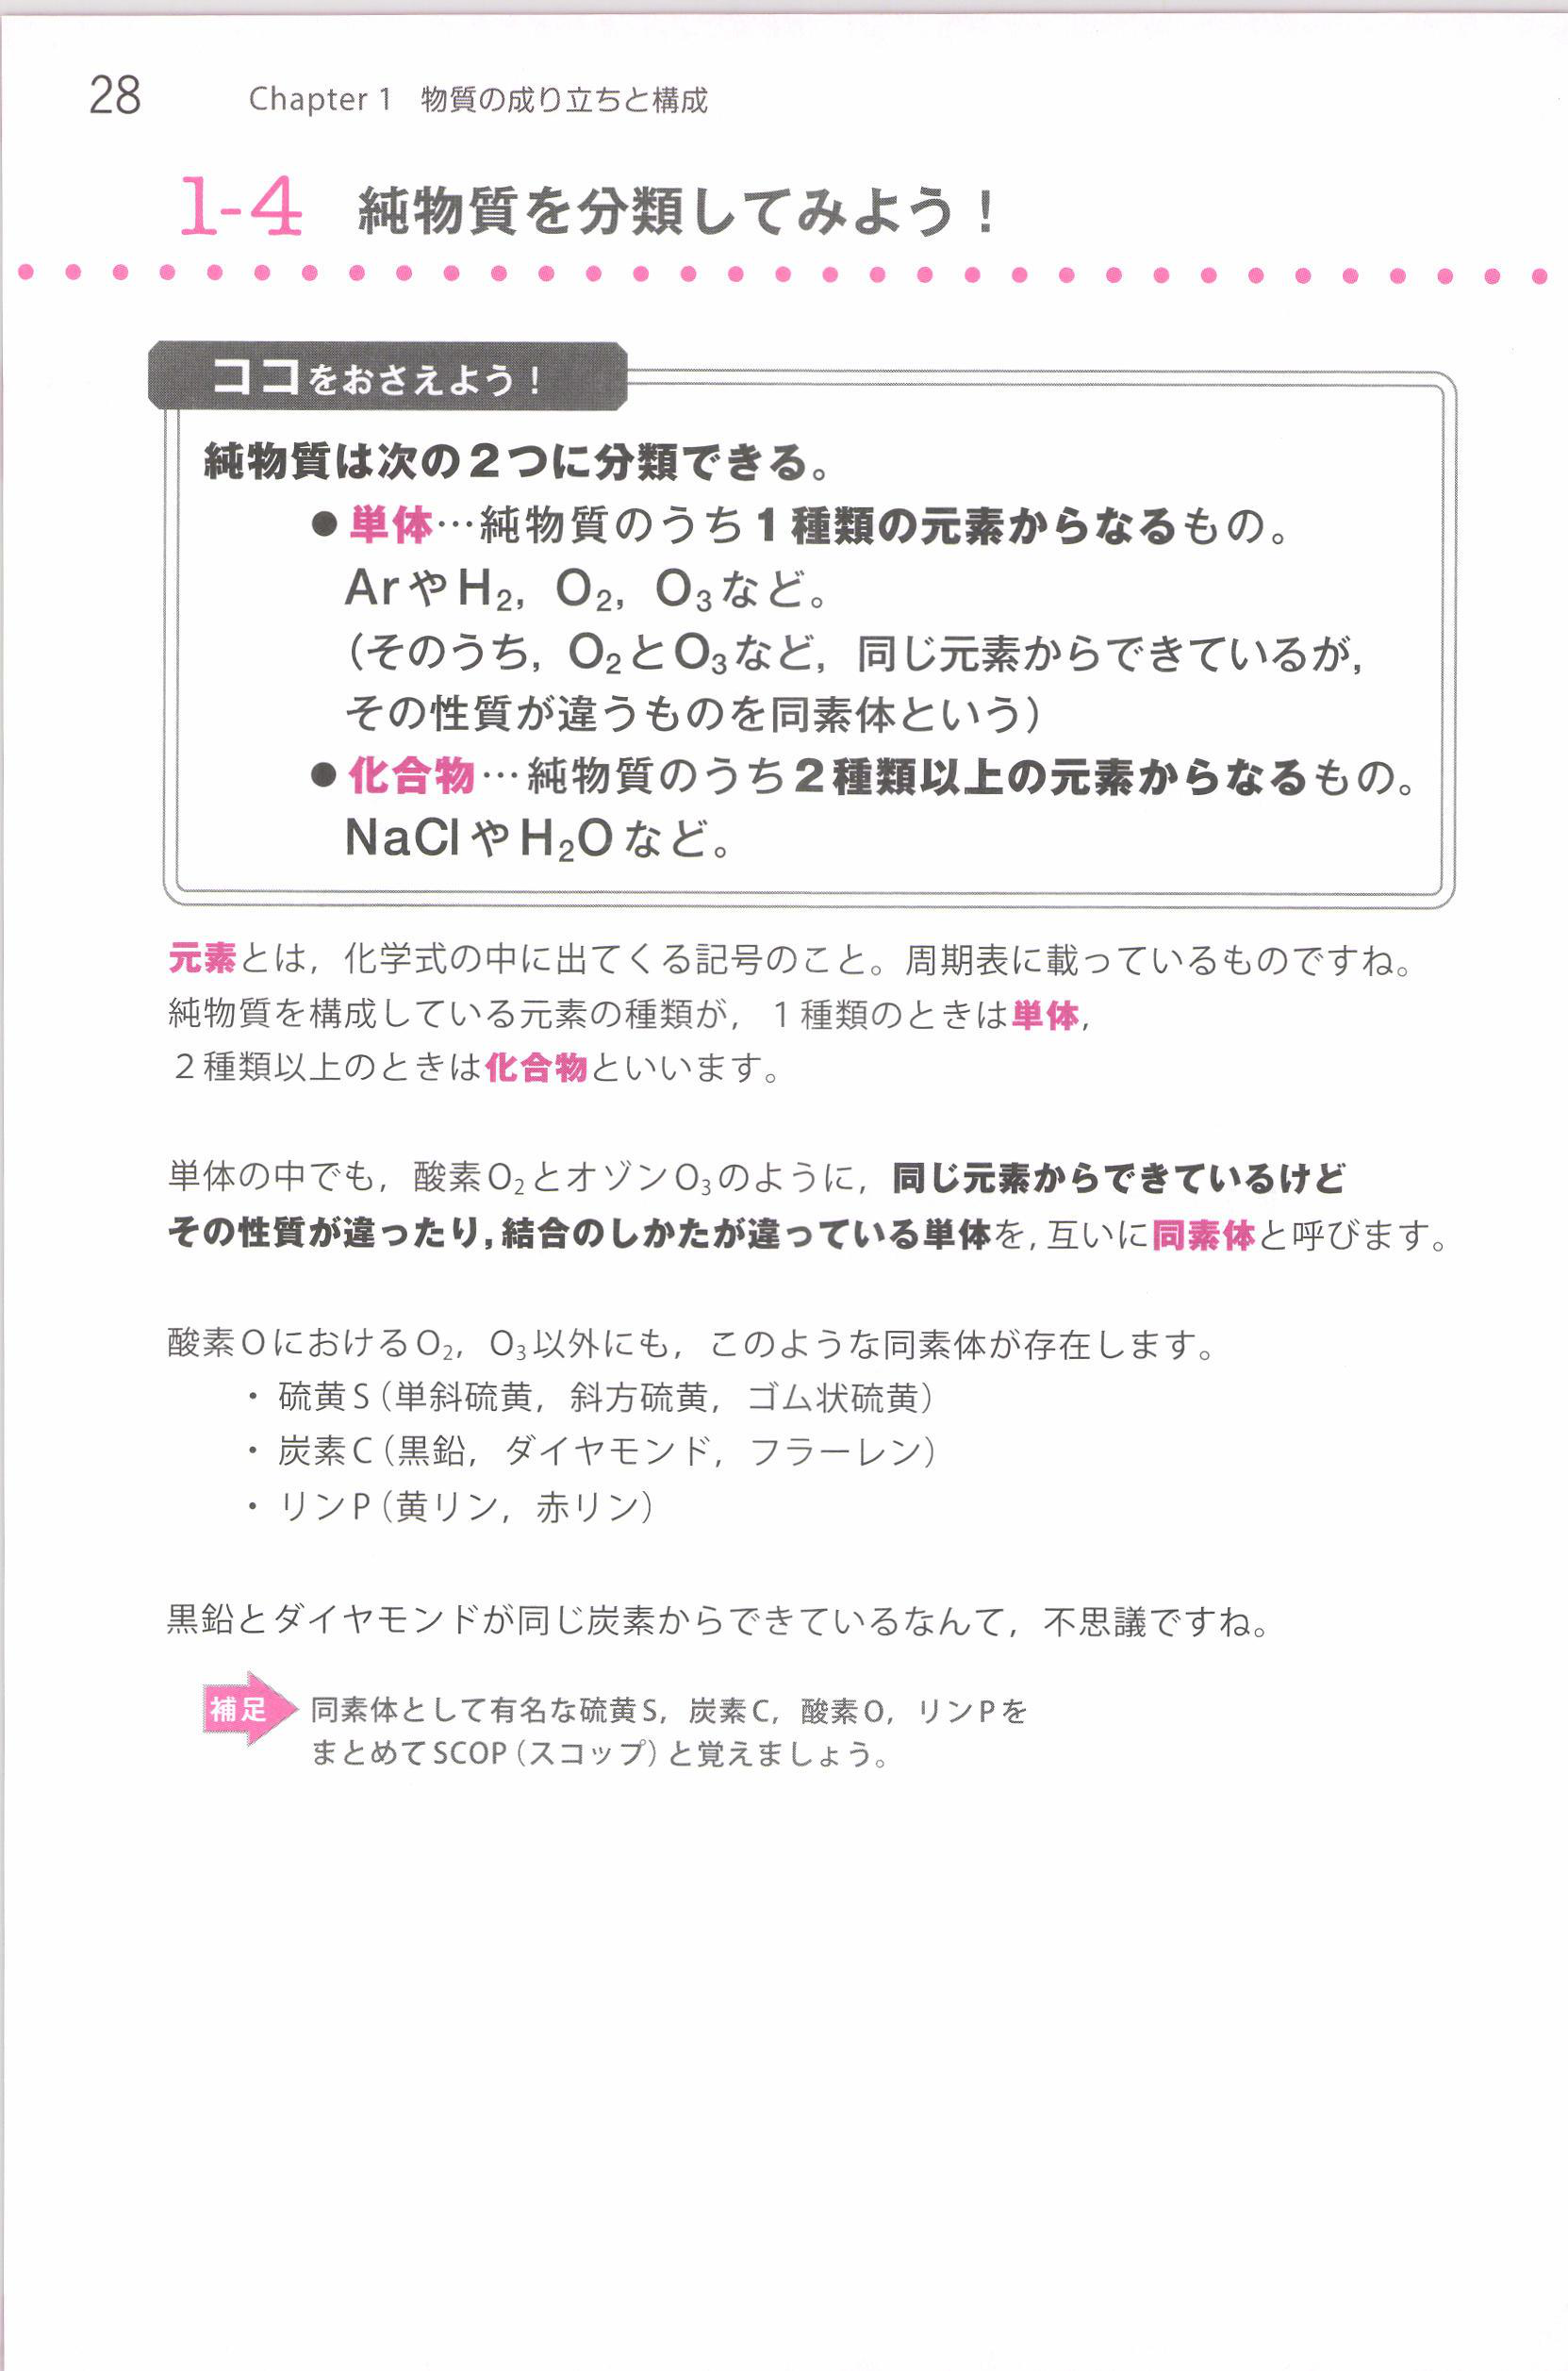 28 Chapter 1 物質の成り立ちと構成
1-4 純物質を分類してみよう！
ココをおさえよう！
純物質は次の２つに分類できる。
●単体…純物質のうち１種類の元素からなるもの。
ArやH₂，O₂，O₃など。
（そのうち，O₂とO₃など，同じ元素からできているが，
その性質が違うものを同素体という）
●化合物…純物質のうち２種類以上の元素からなるもの。
NaClやH₂Oなど。
元素とは，化学式の中に出てくる記号のこと。周期表に載っているものですね。
純物質を構成している元素の種類が，１種類のときは単体，
２種類以上のときは化合物といいます。
単体の中でも，酸素O₂とオゾンO₃のように，同じ元素からできているけど
その性質が違ったり，結合のしかたが違っている単体を，互いに同素体と呼びます。
酸素OにおけるO₂，O₃以外にも，このような同素体が存在します。
・ 硫黄S（単斜硫黄，斜方硫黄，ゴム状硫黄）
・ 炭素C（黒鉛，ダイヤモンド，フラーレン）
・ リンP（黄リン，赤リン）
黒鉛とダイヤモンドが同じ炭素からできているなんて，不思議ですね。
補足 同素体として有名な硫黄S，炭素C，酸素O，リンPを
まとめてSCOP（スコップ）と覚えましょう。